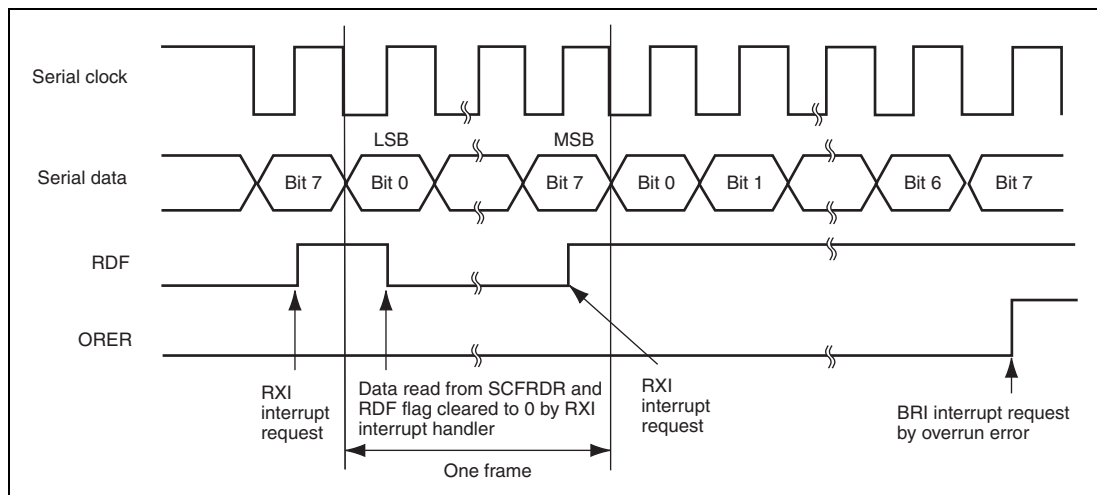 Serial clock
LSB
MSB
Serial data
Bit 7
Bit 0
Bit 7
Bit 0
Bit 1
Bit 6
Bit 7
RDF
ORER
RXI
interrupt
request
Data read from SCFRDR and
RDF flag cleared to 0 by RXI
interrupt handler
RXI
interrupt
request
BRI interrupt request
by overrun error
One frame